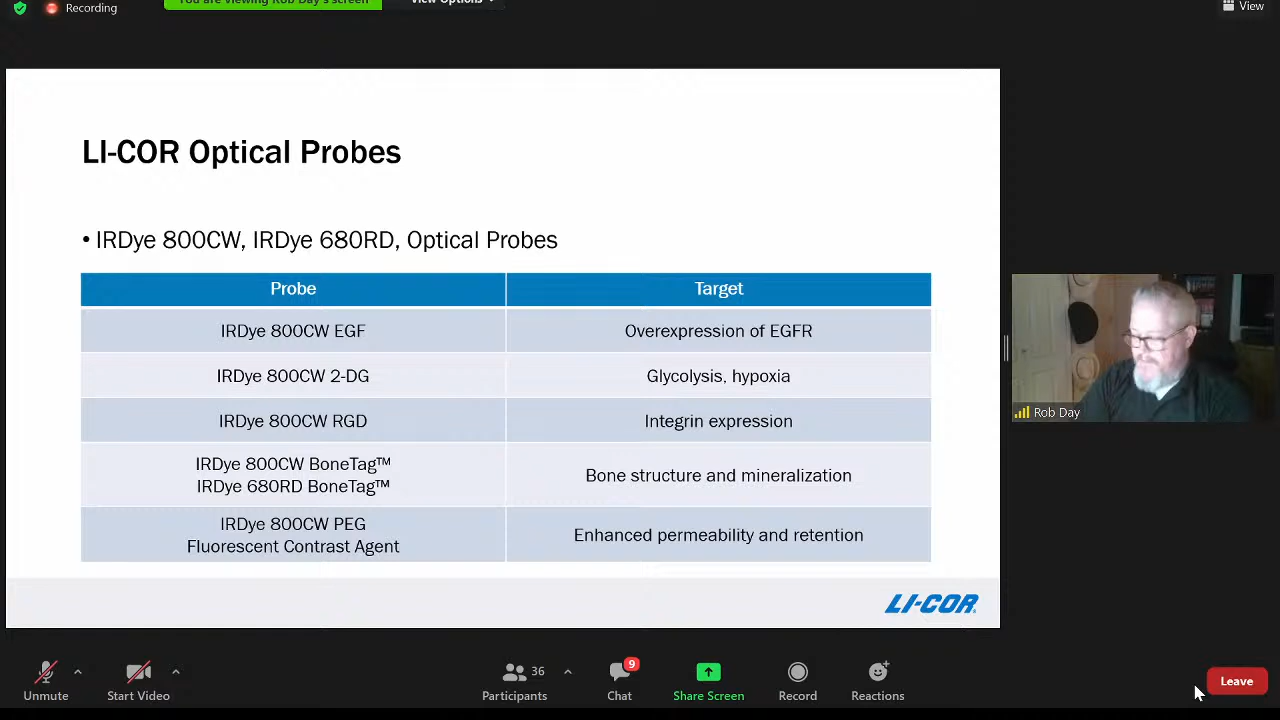 Recording
You are viewing Rob Day's screen
View Options
View
LI-COR Optical Probes
• IRDye 800CW, IRDye 680RD, Optical Probes
Probe
Target
IRDye 800CW EGF
Overexpression of EGFR
IRDye 800CW 2-DG
Glycolysis, hypoxia
IRDye 800CW RGD
Integrin expression
IRDye 800CW BoneTag™
IRDye 680RD BoneTag™
Bone structure and mineralization
IRDye 800CW PEG
Fluorescent Contrast Agent
Enhanced permeability and retention
LI-COR
Rob Day
Unmute
Start Video
36
Participants
9
Chat
Share Screen
Record
Reactions
Leave